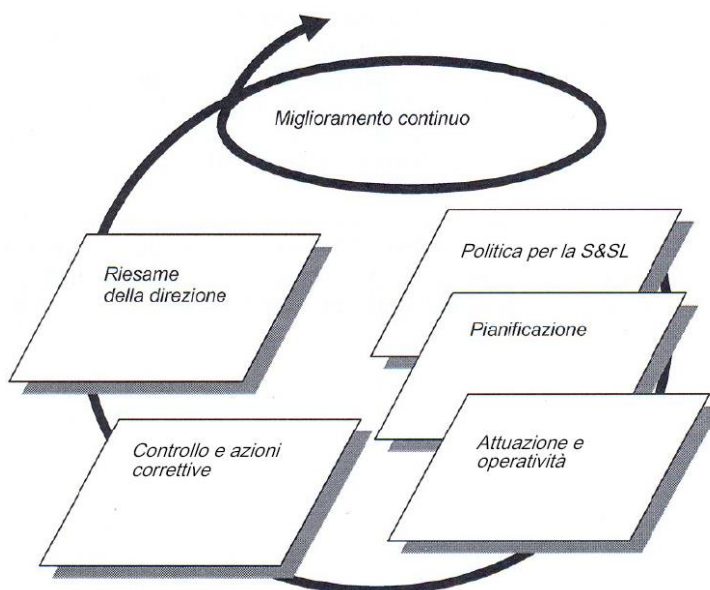 Miglioramento continuo
Politica per la S&SL
Pianificazione
Attuazione e
operatività
Controllo e azioni
correttive
Riesame
della direzione